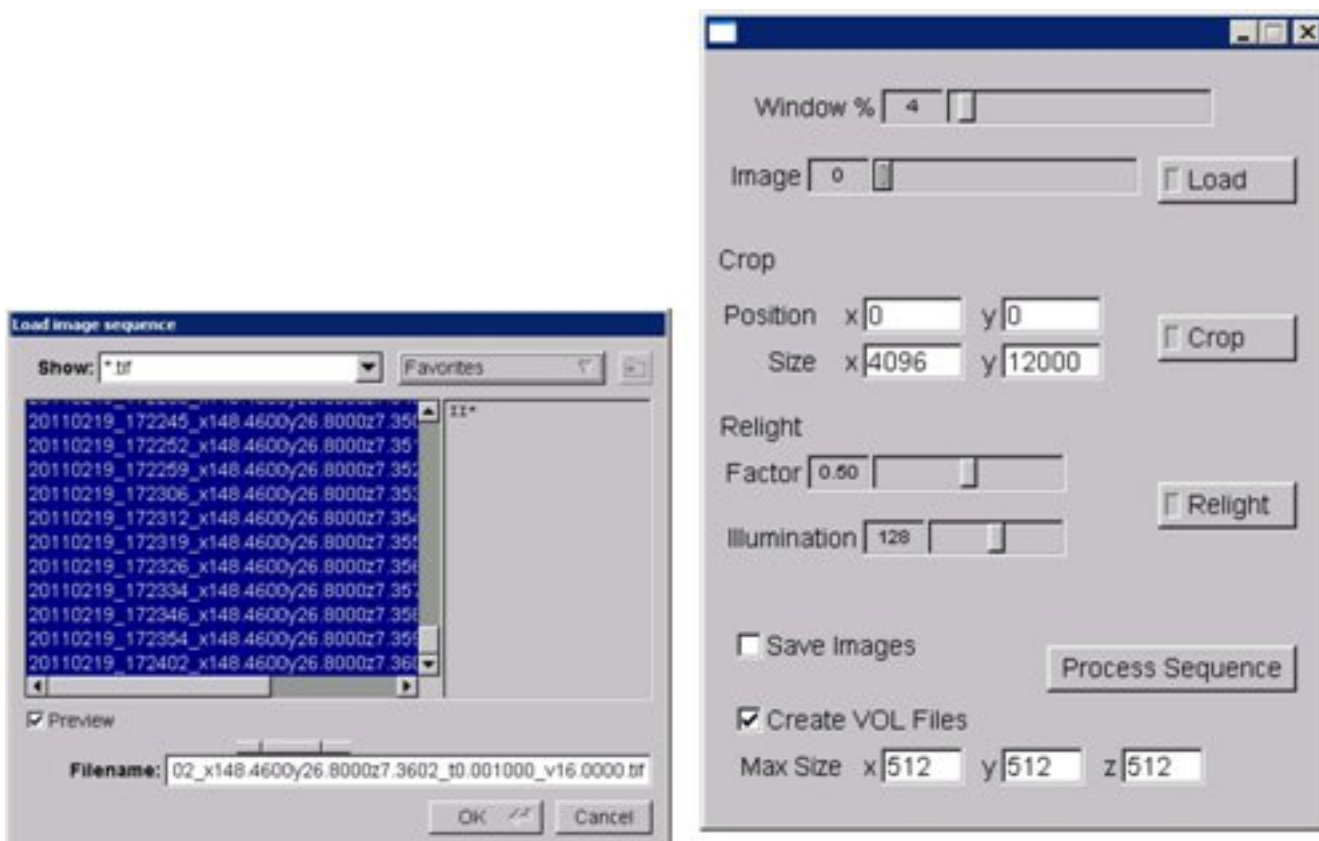 Load image sequence
Show: *.tif Favorites
20110219_172245_x148.4600y26.8000z7.350 II*
20110219_172252_x148.4600y26.8000z7.351
20110219_172259_x148.4600y26.8000z7.352
20110219_172306_x148.4600y26.8000z7.353
20110219_172312_x148.4600y26.8000z7.354
20110219_172319_x148.4600y26.8000z7.355
20110219_172326_x148.4600y26.8000z7.356
20110219_172334_x148.4600y26.8000z7.357
20110219_172346_x148.4600y26.8000z7.358
20110219_172354_x148.4600y26.8000z7.359
20110219_172402_x148.4600y26.8000z7.360
Preview
Filename: 02_x148.4600y26.8000z7.3602_t0.001000_v16.0000.tif
OK Cancel
Window % 4
Image 0 Load
Crop
Position x 0 y 0
Crop
Size x 4096 y 12000
Relight
Factor 0.50
Relight
Illumination 128
Save Images
Process Sequence
Create VOL Files
Max Size x 512 y 512 z 512